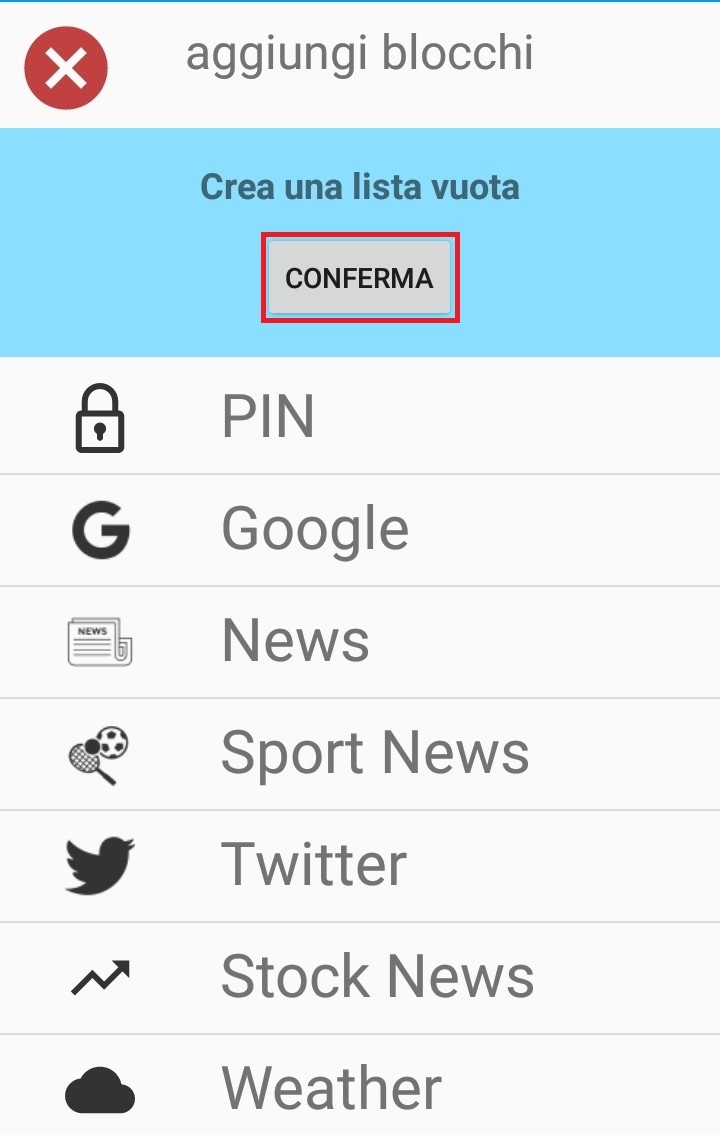 aggiungi blocchi
Crea una lista vuota
CONFERMA
PIN
Google
NEWS
News
Sport News
Twitter
Stock News
Weather